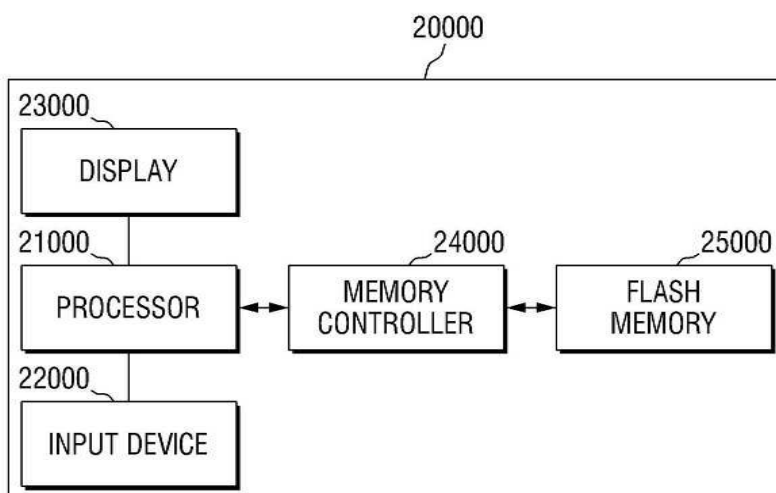 20000
23000
DISPLAY
21000
PROCESSOR
24000
MEMORY
CONTROLLER
25000
FLASH
MEMORY
22000
INPUT DEVICE